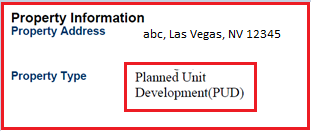 Property Information
Property Address abc, Las Vegas, NV 12345
Property Type Planned Unit
Development(PUD)